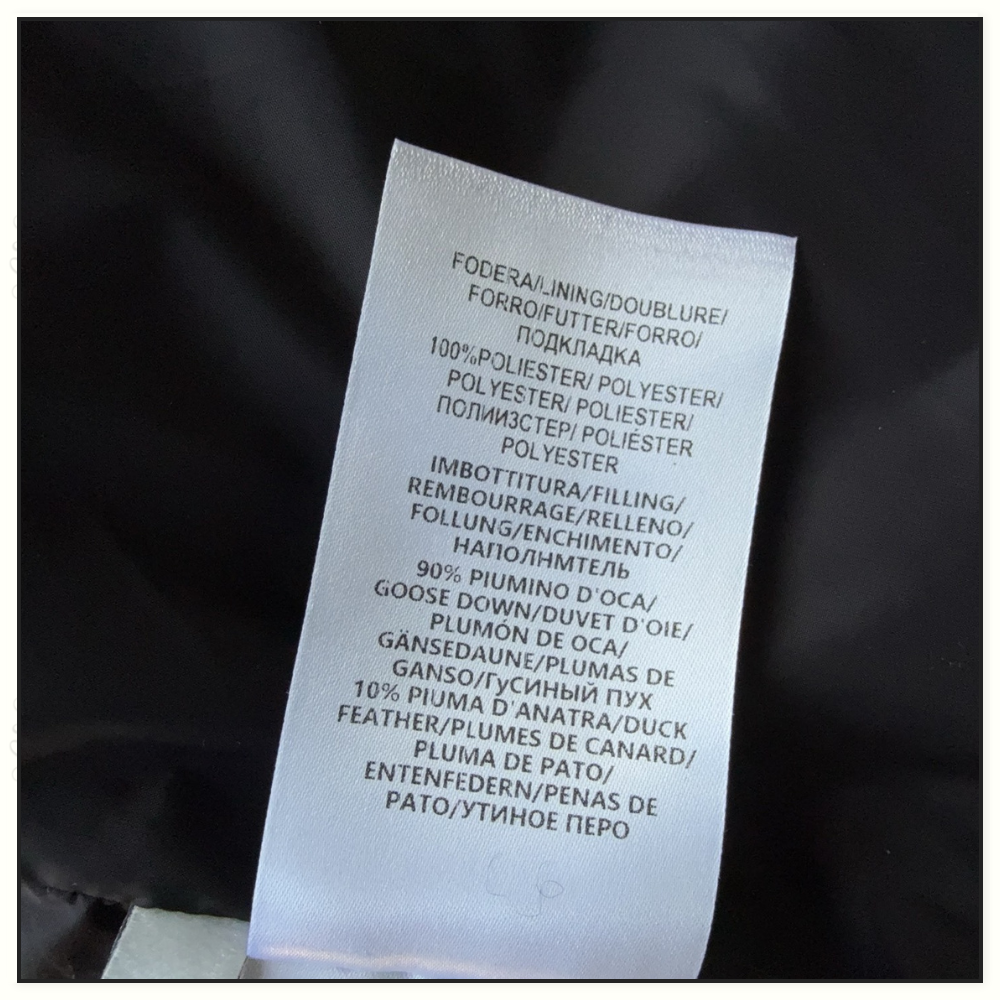 FODERA/LINING/DOUBLURE/
FORRO/FUTTER/FORRO/
ПОДКЛАДКА
100%POLIESTER/ POLYESTER/
POLYESTER/ POLIESTER/
ПОЛИИЗСТЕР/ POLIÉSTER
POLYESTER
IMBOTTITURA/FILLING/
REMBOURRAGE/RELLENO/
FOLLUNG/ENCHIMENTO/
НАПОЛНМТЕЛЬ
90% PIUMINO D'OCA/
GOOSE DOWN/DUVET D'OIE/
PLUMÓN DE OCA/
GÄNSEDAUNE/PLUMAS DE
GANSO/ГуСИНЫЙ ПУХ
10% PIUMA D'ANATRA/DUCK
FEATHER/PLUMES DE CANARD/
PLUMA DE PATO/
ENTENFEDERN/PENAS DE
PATO/УТИНОЕ ПЕРО